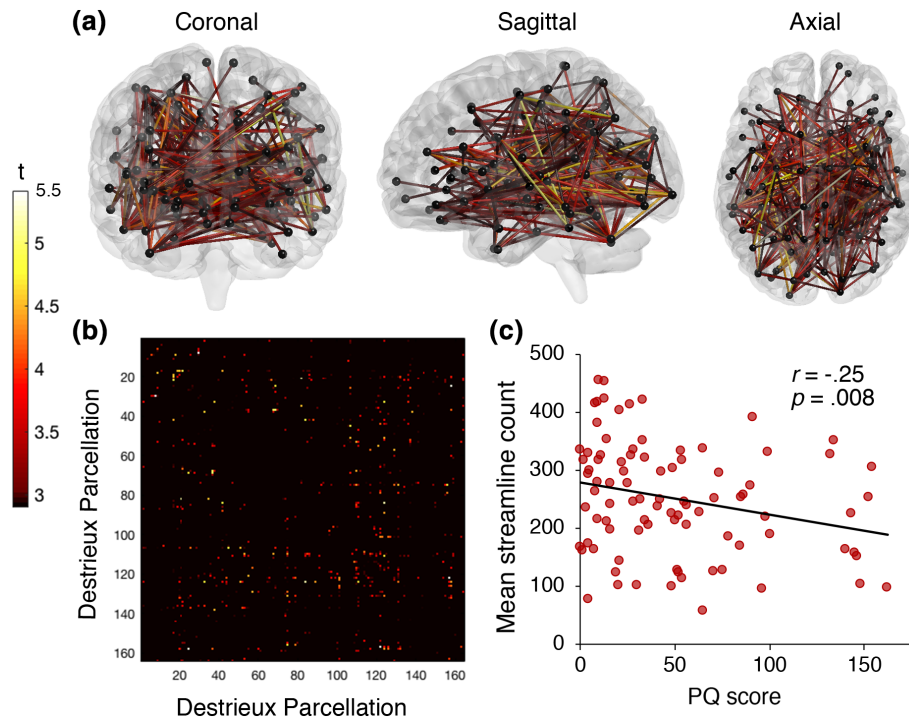 (a)
Coronal
Sagittal
Axial
t
5.5
5
4.5
4
3.5
3
(b)
Destrieux Parcellation
20
40
60
80
100
120
140
160
20 40 60 80 100 120 140 160
Destrieux Parcellation
(c)
Mean streamline count
500
400
300
200
100
0
r = -.25
p = .008
0 50 100 150
PQ score